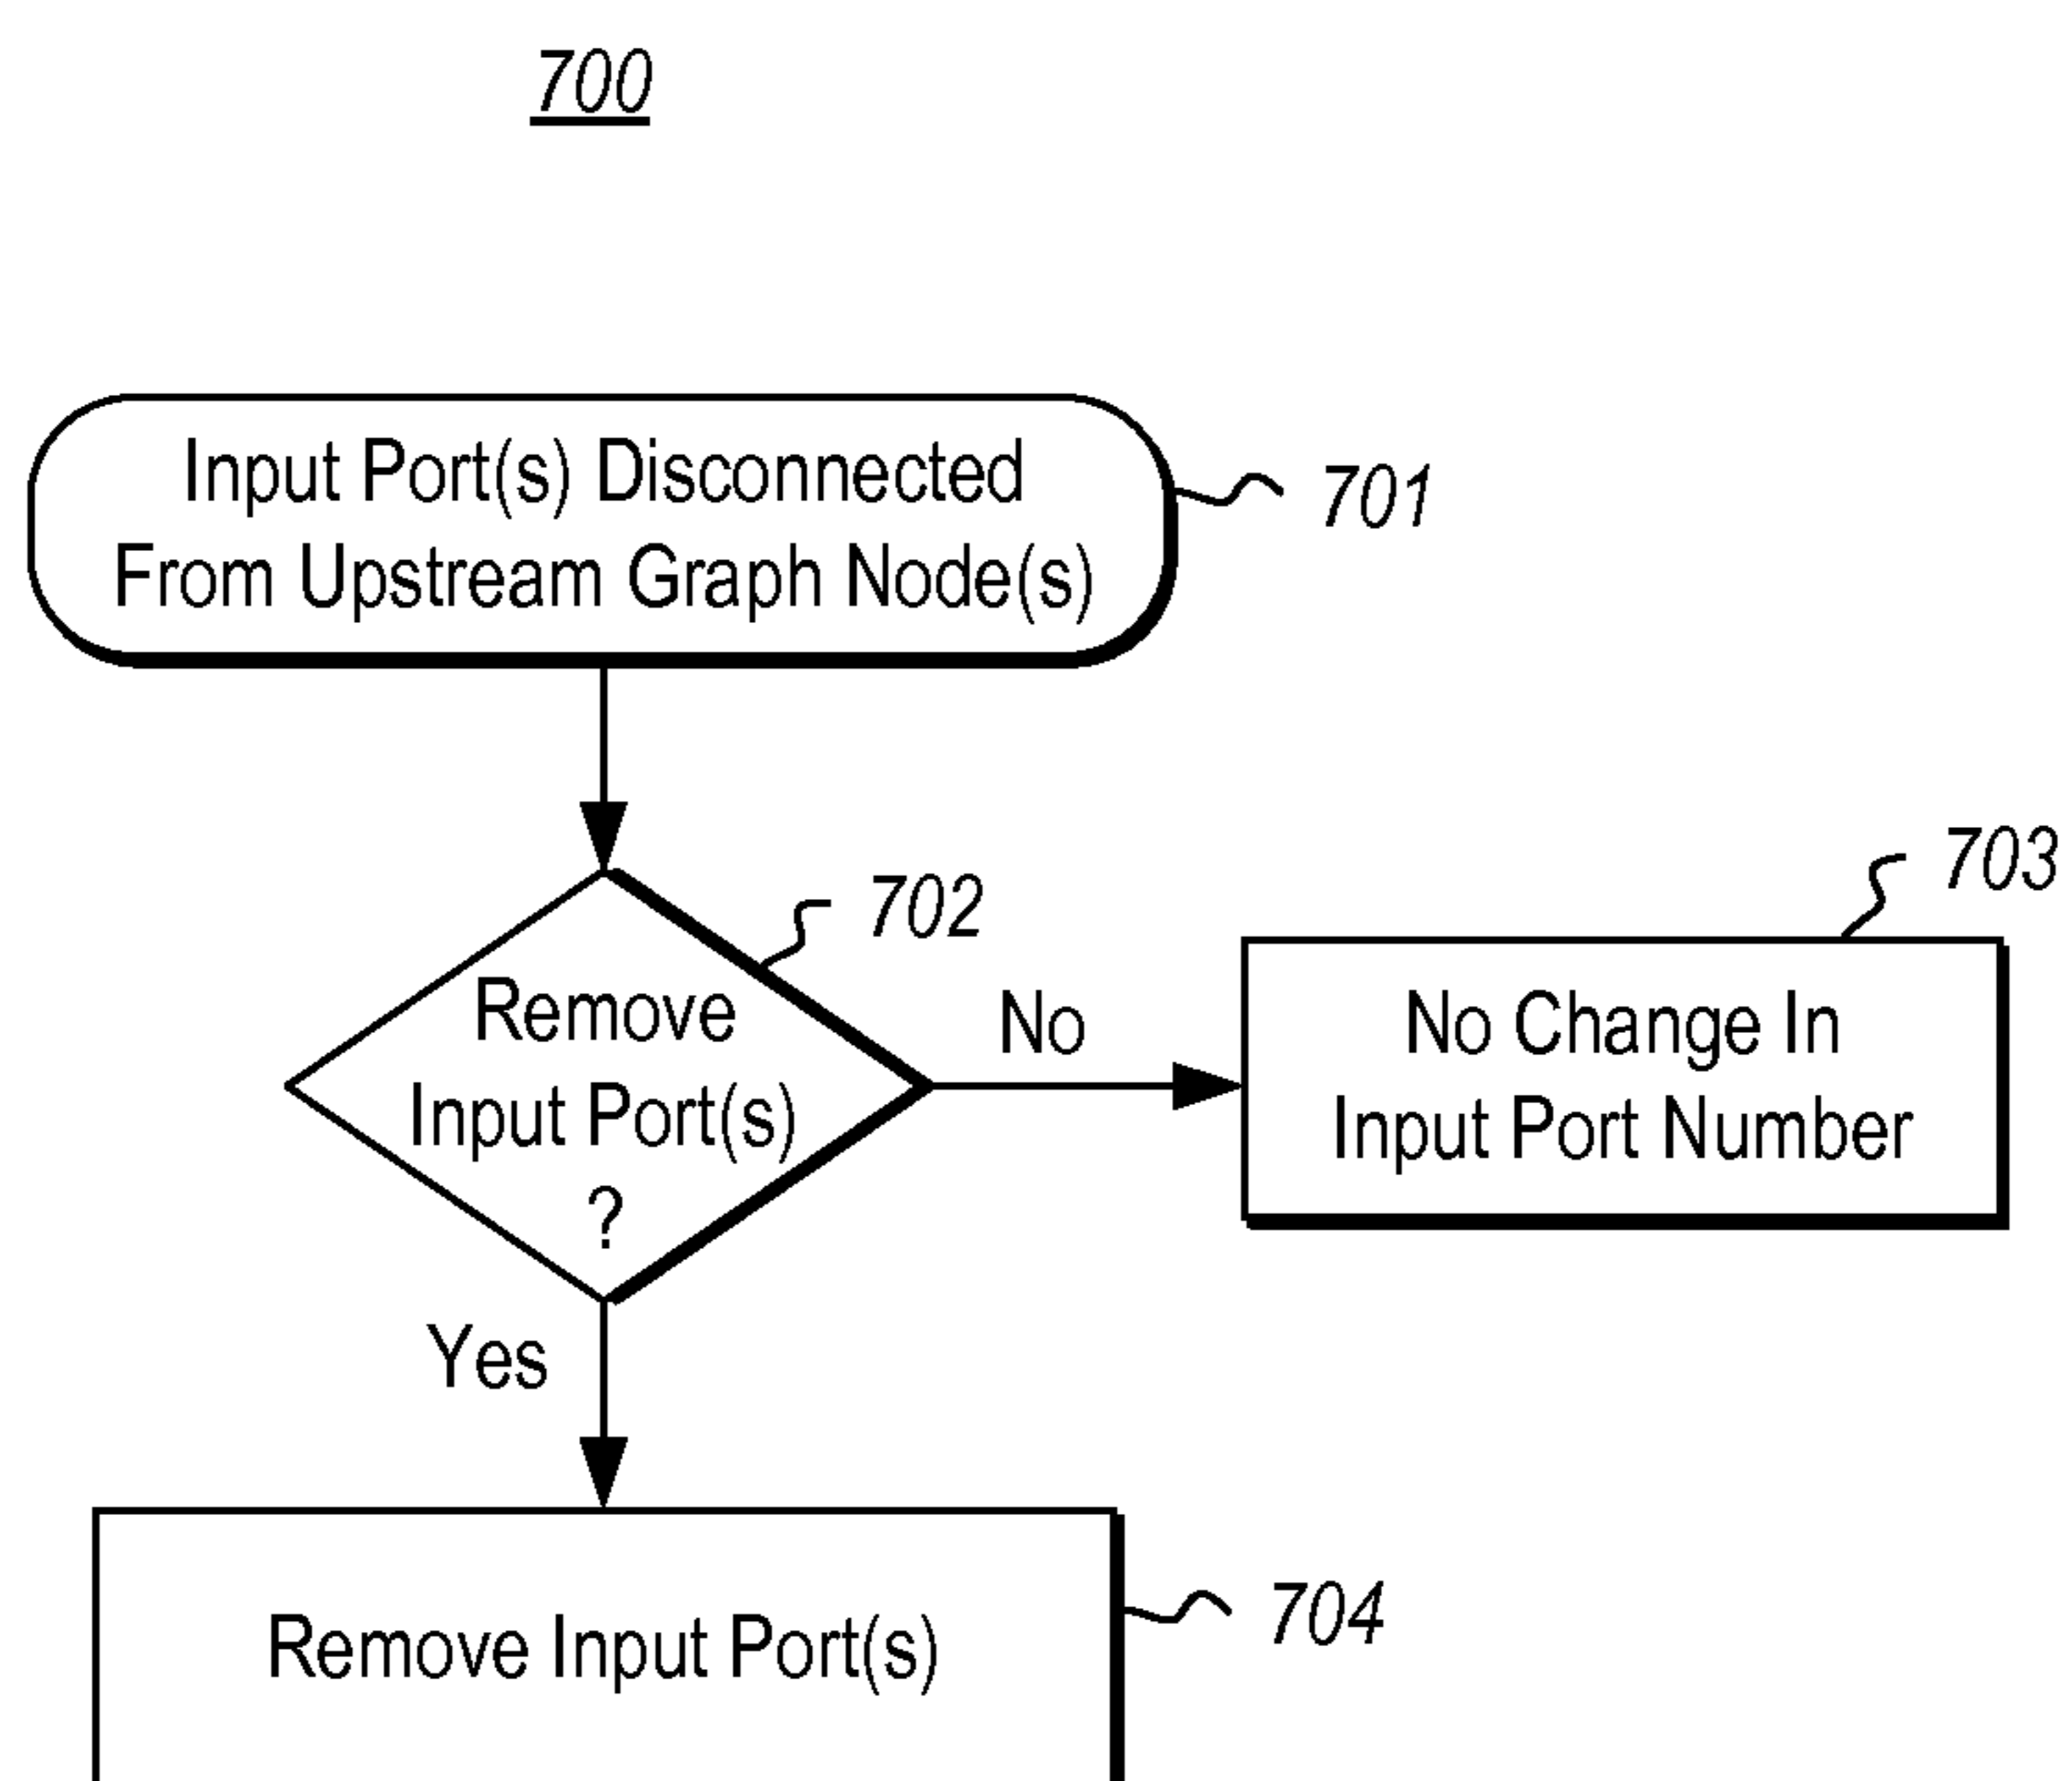 700
Input Port(s) Disconnected
From Upstream Graph Node(s)
701
Remove
Input Port(s)
?
702
No
703
No Change In
Input Port Number
Yes
Remove Input Port(s)
704